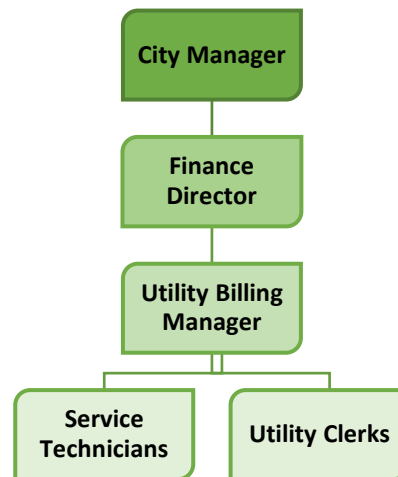 City Manager
Finance
Director
Utility Billing
Manager
Service
Technicians
Utility Clerks